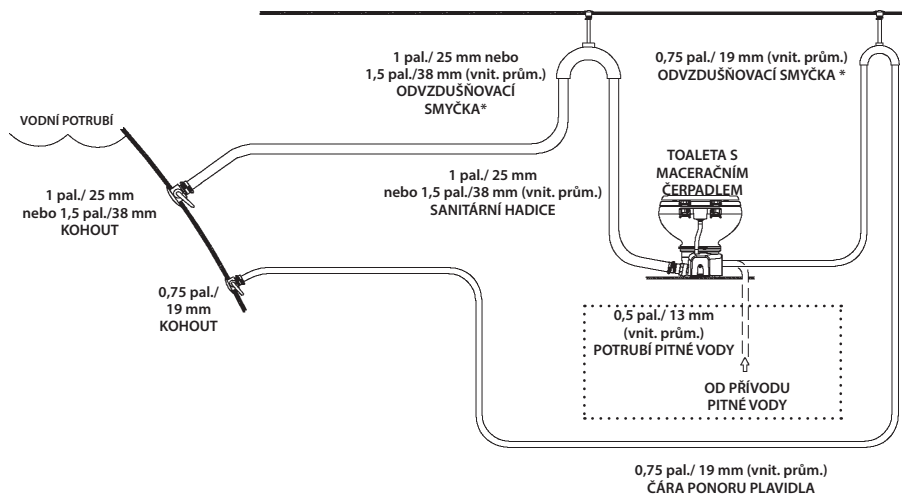 1 pal./ 25 mm nebo
1,5 pal./38 mm (vnit. prům.)
ODVZDUŠŇOVACÍ
SMYČKA*
0,75 pal./ 19 mm (vnit. prům.)
ODVZDUŠŇOVACÍ SMYČKA *
VODNÍ POTRUBÍ
TOALETA S
MACERAČNÍM
ČERPADLEM
1 pal./ 25 mm
nebo 1,5 pal./38 mm (vnit. prům.)
SANITÁRNÍ HADICE
1 pal./ 25 mm
nebo 1,5 pal./38 mm
KOHOUT
0,75 pal./
19 mm
KOHOUT
0,5 pal./ 13 mm
(vnit. prům.)
POTRUBÍ PITNÉ VODY
OD PŘÍVODU
PITNÉ VODY
0,75 pal./ 19 mm (vnit. prům.)
ČÁRA PONORU PLAVIDLA